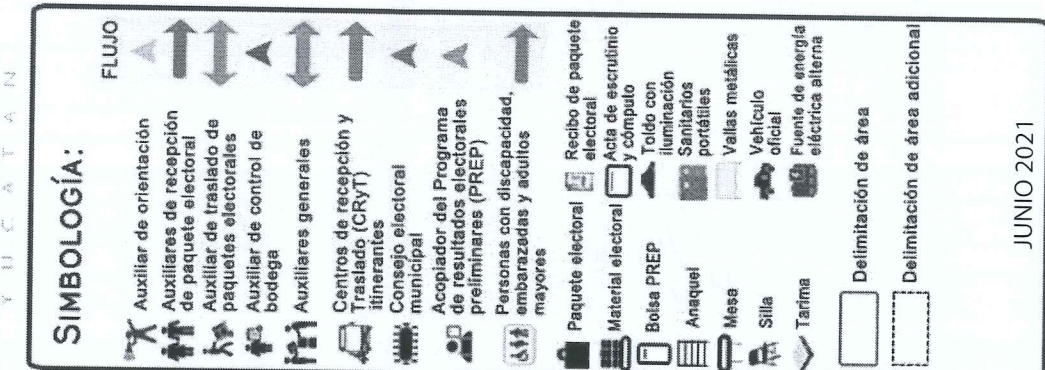 YUCATAN
SIMBOLOGÍA:
FLUJO
Auxiliar de orientación
Auxiliares de recepción
de paquete electoral
Auxiliar de traslado de
paquetes electorales
Auxiliar de control de
bodega
Auxiliares generales
Centros de recepción y
Traslado (CRyT)
itinerantes
Consejo electoral
municipal
Acopiador del Programa
de resultados electorales
preliminares (PREP)
Personas con discapacidad,
embarazadas y adultos
mayores
Paquete electoral
Material electoral
Bolsa PREP
Anaquel
Mesa
Silla
Tarima
Recibo de paquete
electoral
Acta de escrutinio
y cómputo
Toldo con
iluminación
Sanitarios
portátiles
Vallas metálicas
Vehículo
oficial
Fuente de energía
eléctrica alterna
Delimitación de área
Delimitación de área adicional
JUNIO 2021